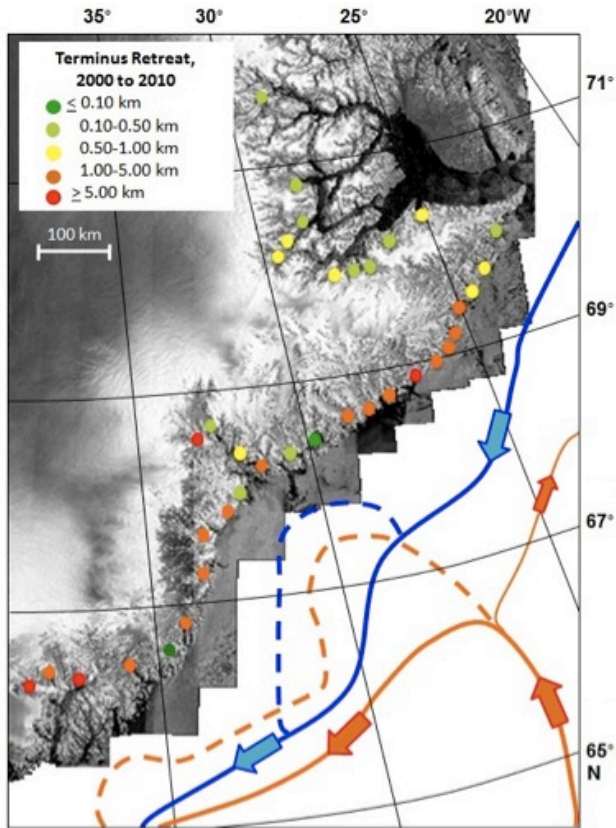 35° 30° 25° 20°W
Terminus Retreat,
2000 to 2010
≤ 0.10 km
0.10-0.50 km
0.50-1.00 km
1.00-5.00 km
≥ 5.00 km
100 km
71°
69°
67°
65°
N